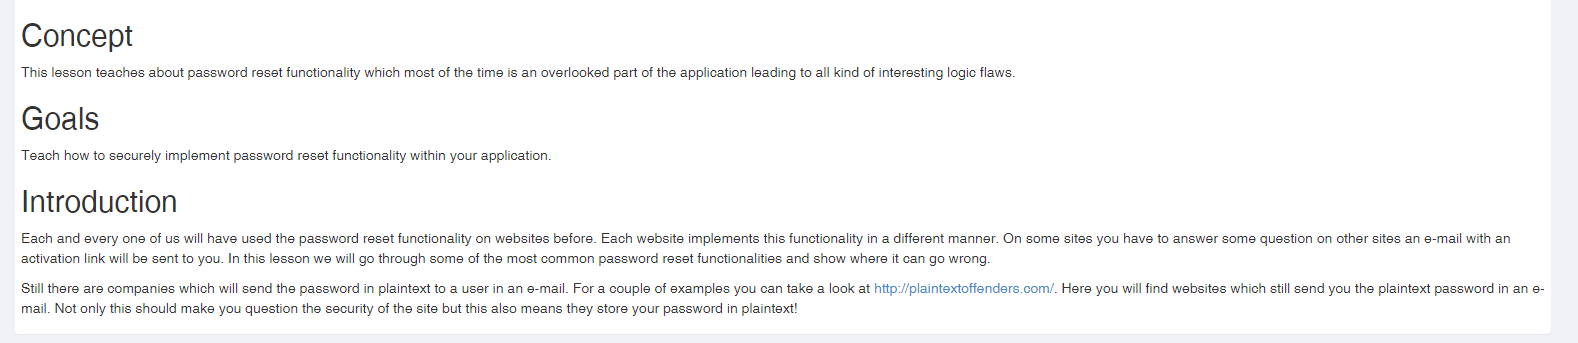 Concept
This lesson teaches about password reset functionality which most of the time is an overlooked part of the application leading to all kind of interesting logic flaws.
Goals
Teach how to securely implement password reset functionality within your application.
Introduction
Each and every one of us will have used the password reset functionality on websites before. Each website implements this functionality in a different manner. On some sites you have to answer some question on other sites an e-mail with an
activation link will be sent to you. In this lesson we will go through some of the most common password reset functionalities and show where it can go wrong.
Still there are companies which will send the password in plaintext to a user in an e-mail. For a couple of examples you can take a look at http://plaintextoffenders.com/. Here you will find websites which still send you the plaintext password in an e-
mail. Not only this should make you question the security of the site but this also means they store your password in plaintext!